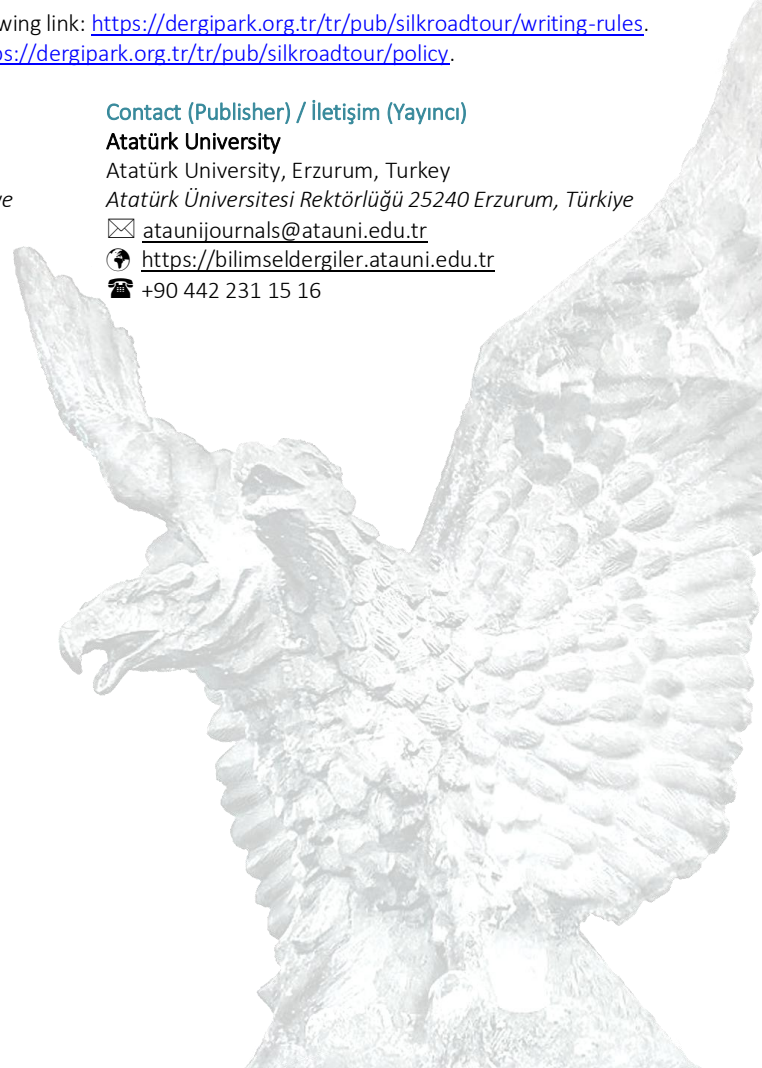 wing link: https://dergipark.org.tr/tr/pub/silkroadtour/writing-rules.
ps://dergipark.org.tr/tr/pub/silkroadtour/policy.
Contact (Publisher) / İletişim (Yayıncı)
Atatürk University
Atatürk University, Erzurum, Turkey
ye Atatürk Üniversitesi Rektörlüğü 25240 Erzurum, Türkiye
ataunijournals@atauni.edu.tr
https://bilimseldergiler.atauni.edu.tr
+90 442 231 15 16